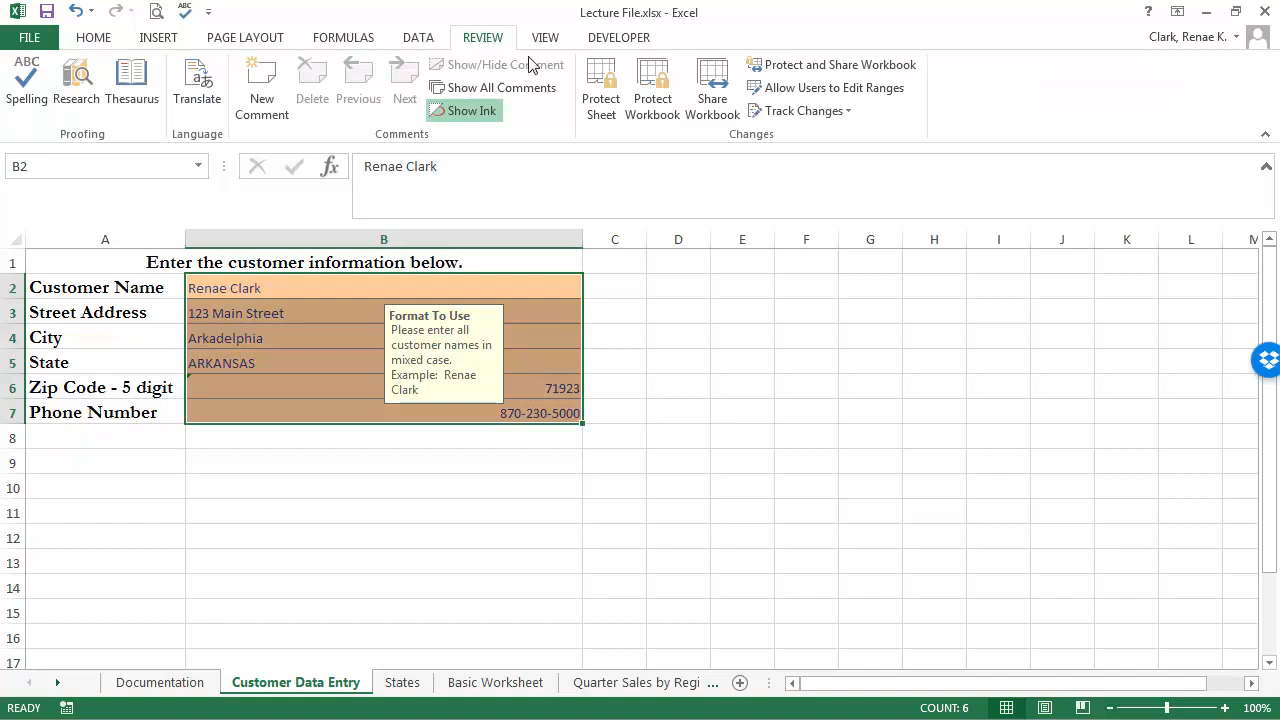 Lecture File.xlsx - Excel
FILE HOME INSERT PAGE LAYOUT FORMULAS DATA REVIEW VIEW DEVELOPER Clark, Renae K.
Show/Hide Comment
Show All Comments
Show Ink
Protect and Share Workbook
Allow Users to Edit Ranges
Track Changes
Spelling Research Thesaurus Translate New Comment Delete Previous Next Protect Sheet Protect Workbook Share Workbook
Proofing Language Comments Changes
B2 fx Renae Clark
A B C D E F G H I J K L M
1 Enter the customer information below.
2 Customer Name Renae Clark
3 Street Address 123 Main Street
4 City Arkadelphia
5 State ARKANSAS
6 Zip Code - 5 digit 71923
7 Phone Number 870-230-5000
Format To Use
Please enter all
customer names in
mixed case.
Example: Renae
Clark
8
9
10
11
12
13
14
15
16
17
Documentation Customer Data Entry States Basic Worksheet Quarter Sales by Regi ...
READY COUNT: 6 100%